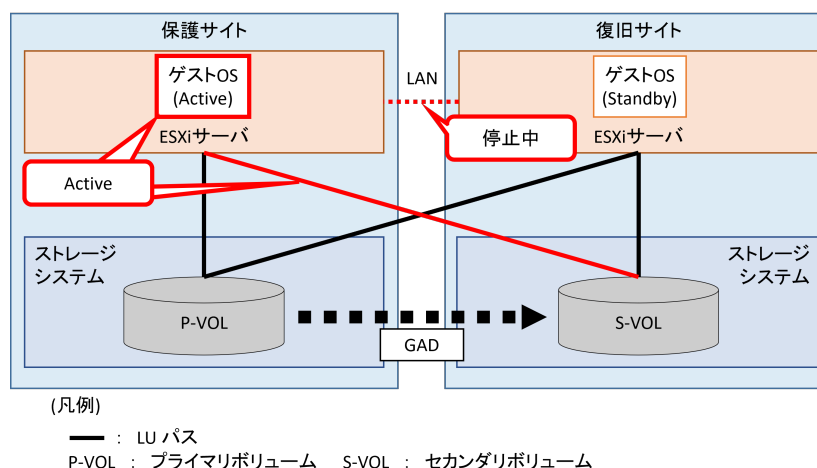 保護サイト
復旧サイト
ゲストOS
(Active)
LAN
ゲストOS
(Standby)
ESXiサーバ
停止中
ESXiサーバ
Active
ストレージ
システム
ストレージ
システム
P-VOL
S-VOL
GAD
(凡例)
: LU パス
P-VOL : プライマリボリューム S-VOL : セカンダリボリューム